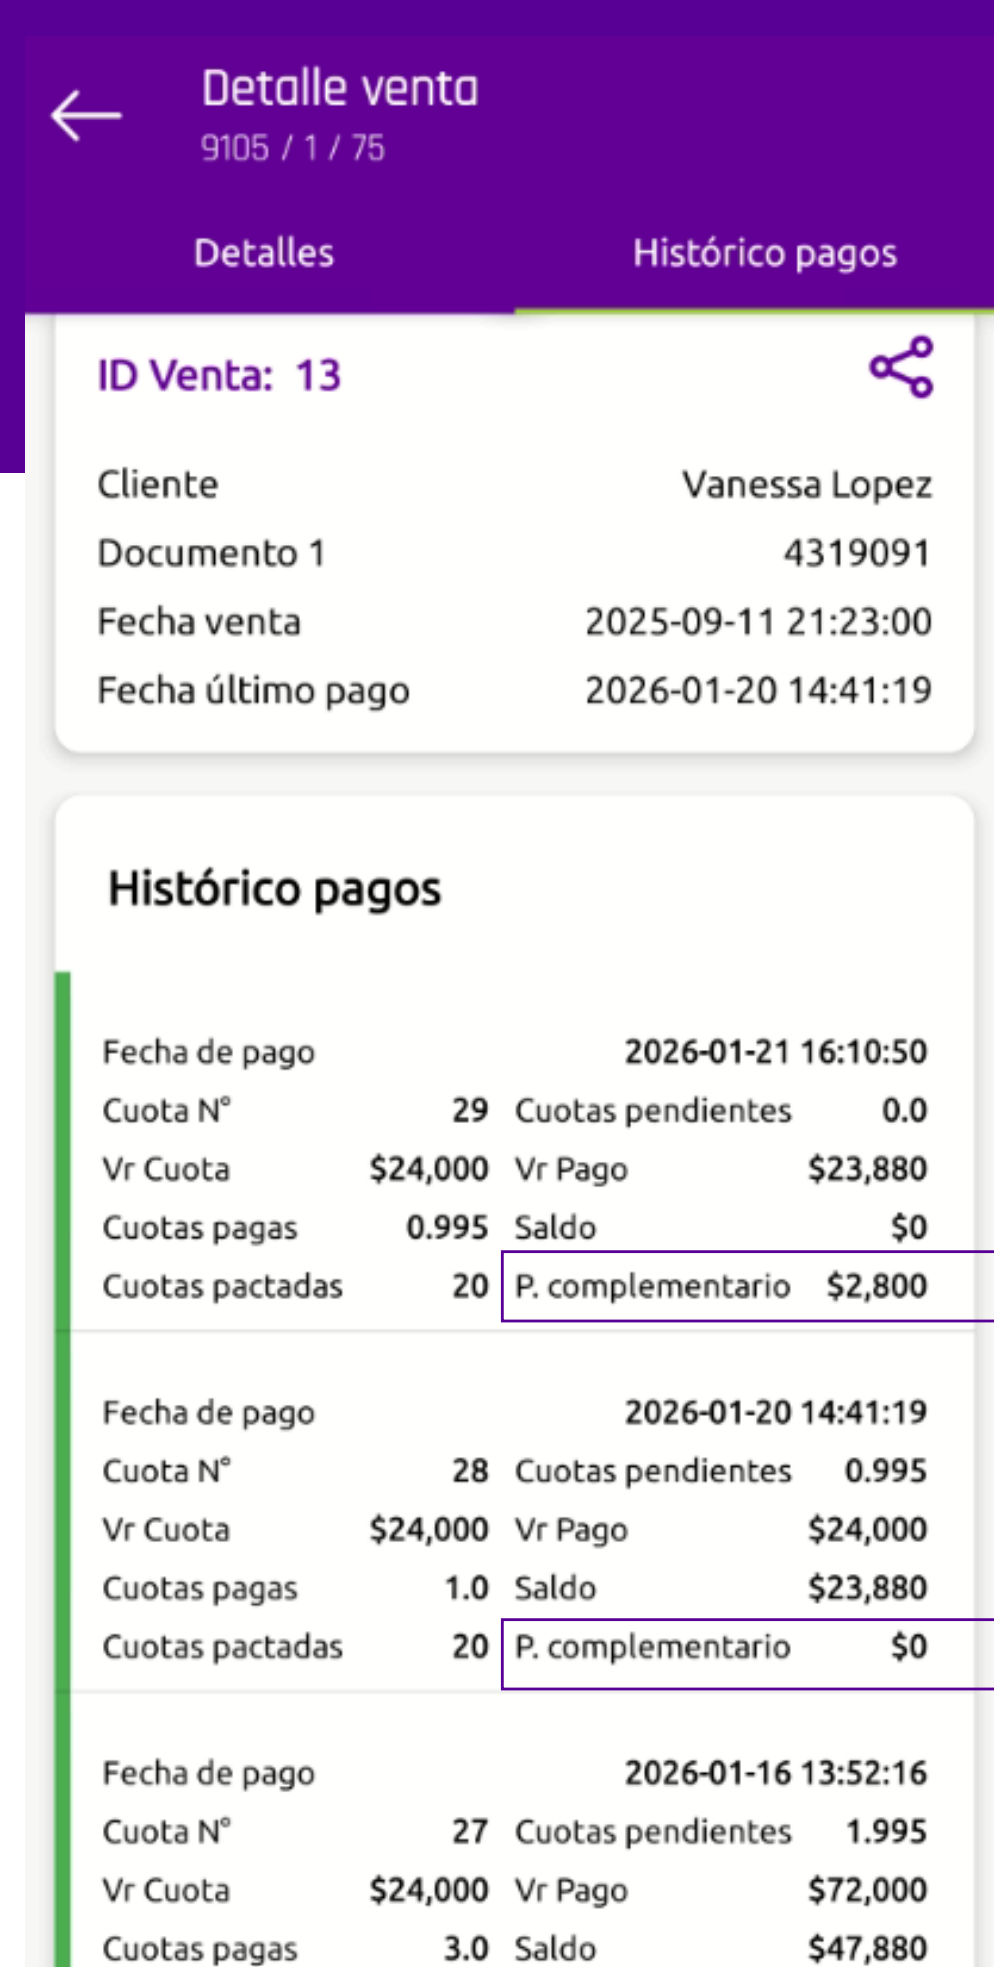 Detalle venta
9105 / 1 / 75
Detalles Histórico pagos
ID Venta: 13
Cliente Vanessa Lopez
Documento 1 4319091
Fecha venta 2025-09-11 21:23:00
Fecha último pago 2026-01-20 14:41:19
Histórico pagos
Fecha de pago 2026-01-21 16:10:50
Cuota N° 29 Cuotas pendientes 0.0
Vr Cuota $24,000 Vr Pago $23,880
Cuotas pagas 0.995 Saldo $0
Cuotas pactadas 20 P. complementario $2,800
Fecha de pago 2026-01-20 14:41:19
Cuota N° 28 Cuotas pendientes 0.995
Vr Cuota $24,000 Vr Pago $24,000
Cuotas pagas 1.0 Saldo $23,880
Cuotas pactadas 20 P. complementario $0
Fecha de pago 2026-01-16 13:52:16
Cuota N° 27 Cuotas pendientes 1.995
Vr Cuota $24,000 Vr Pago $72,000
Cuotas pagas 3.0 Saldo $47,880